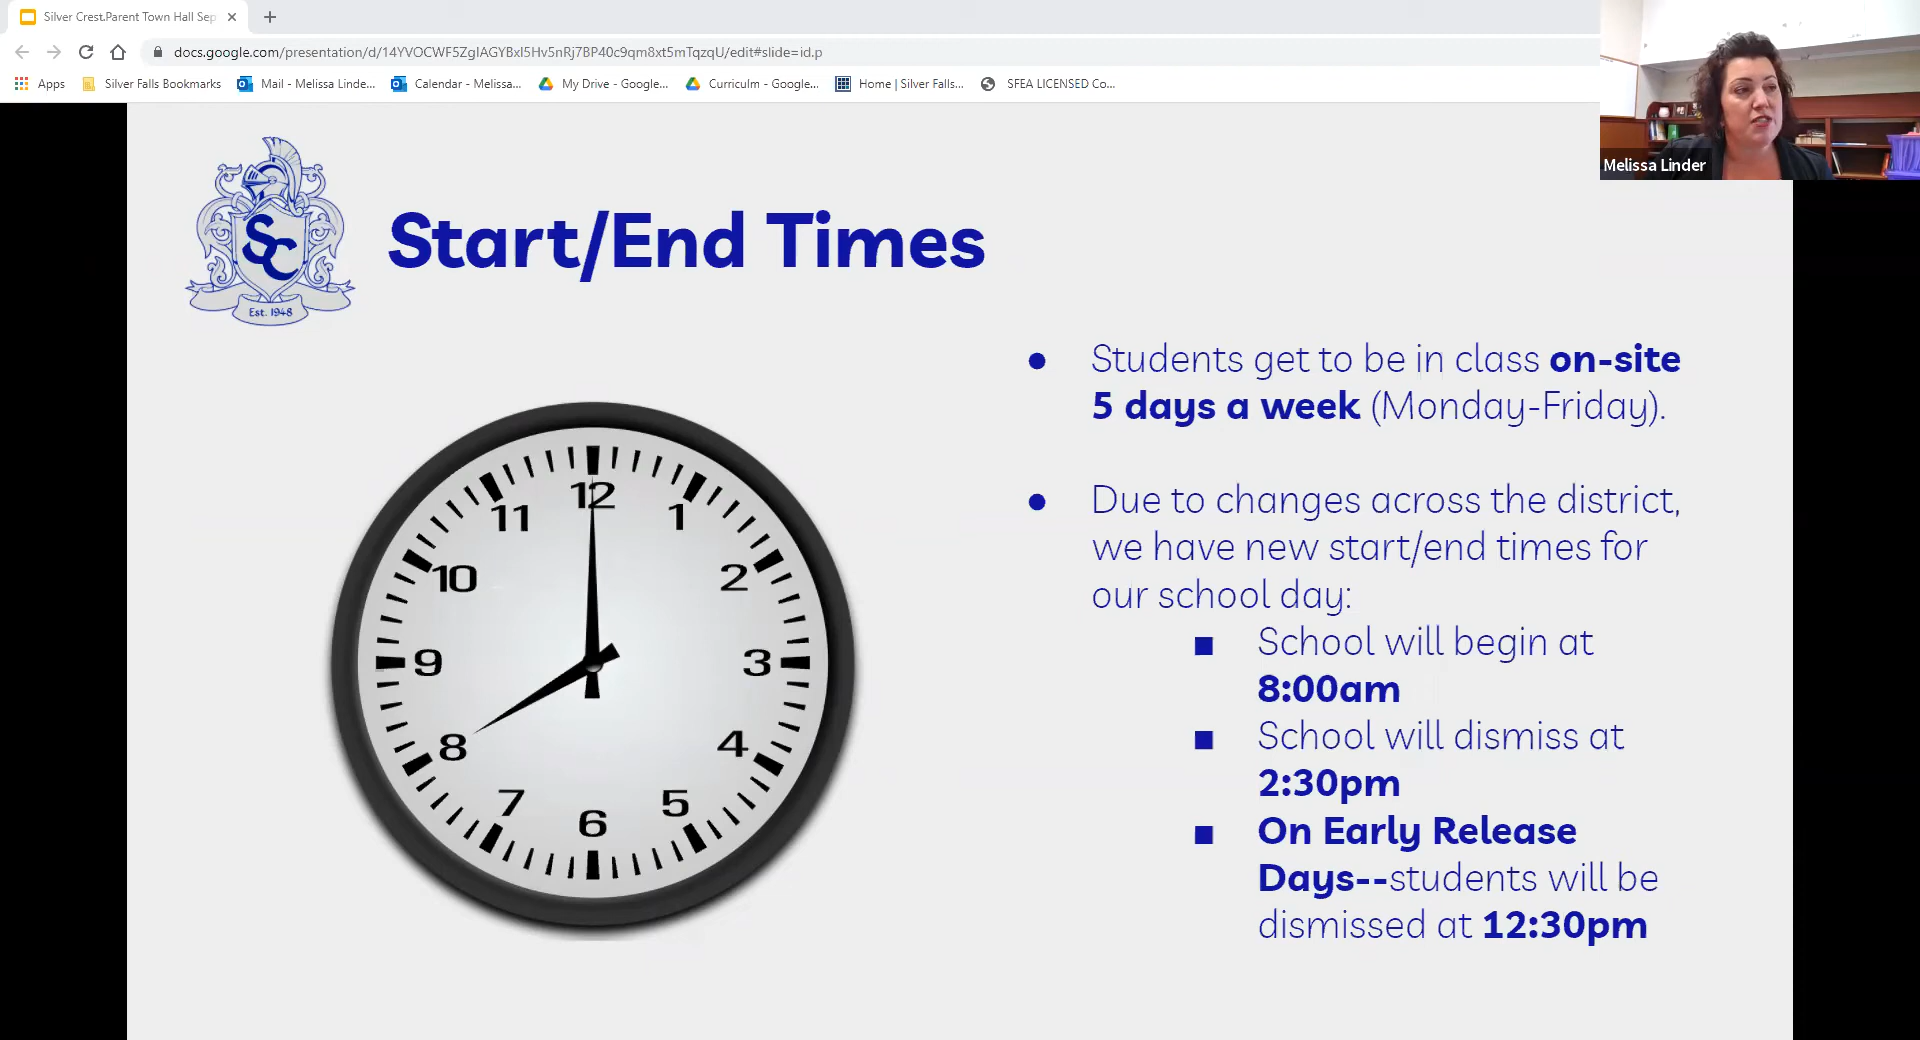 Silver Crest.Parent Town Hall Sep
docs.google.com/presentation/d/14YVOCWF5ZgIAGYBxI5Hv5nRj7BP40c9qm8xt5mTqzqU/edit#slide=id.p
Apps Silver Falls Bookmarks Mail - Melissa Linde... Calendar - Melissa... My Drive - Google... Curriculm - Google... Home | Silver Falls... SFEA LICENSED Co...
Melissa Linder
SC
Est. 1948
Start/End Times
12
11 1
10 2
9 3
8 4
7 5
6
● Students get to be in class on-site
5 days a week (Monday-Friday).
● Due to changes across the district,
we have new start/end times for
our school day:
■ School will begin at
8:00am
■ School will dismiss at
2:30pm
■ On Early Release
Days--students will be
dismissed at 12:30pm